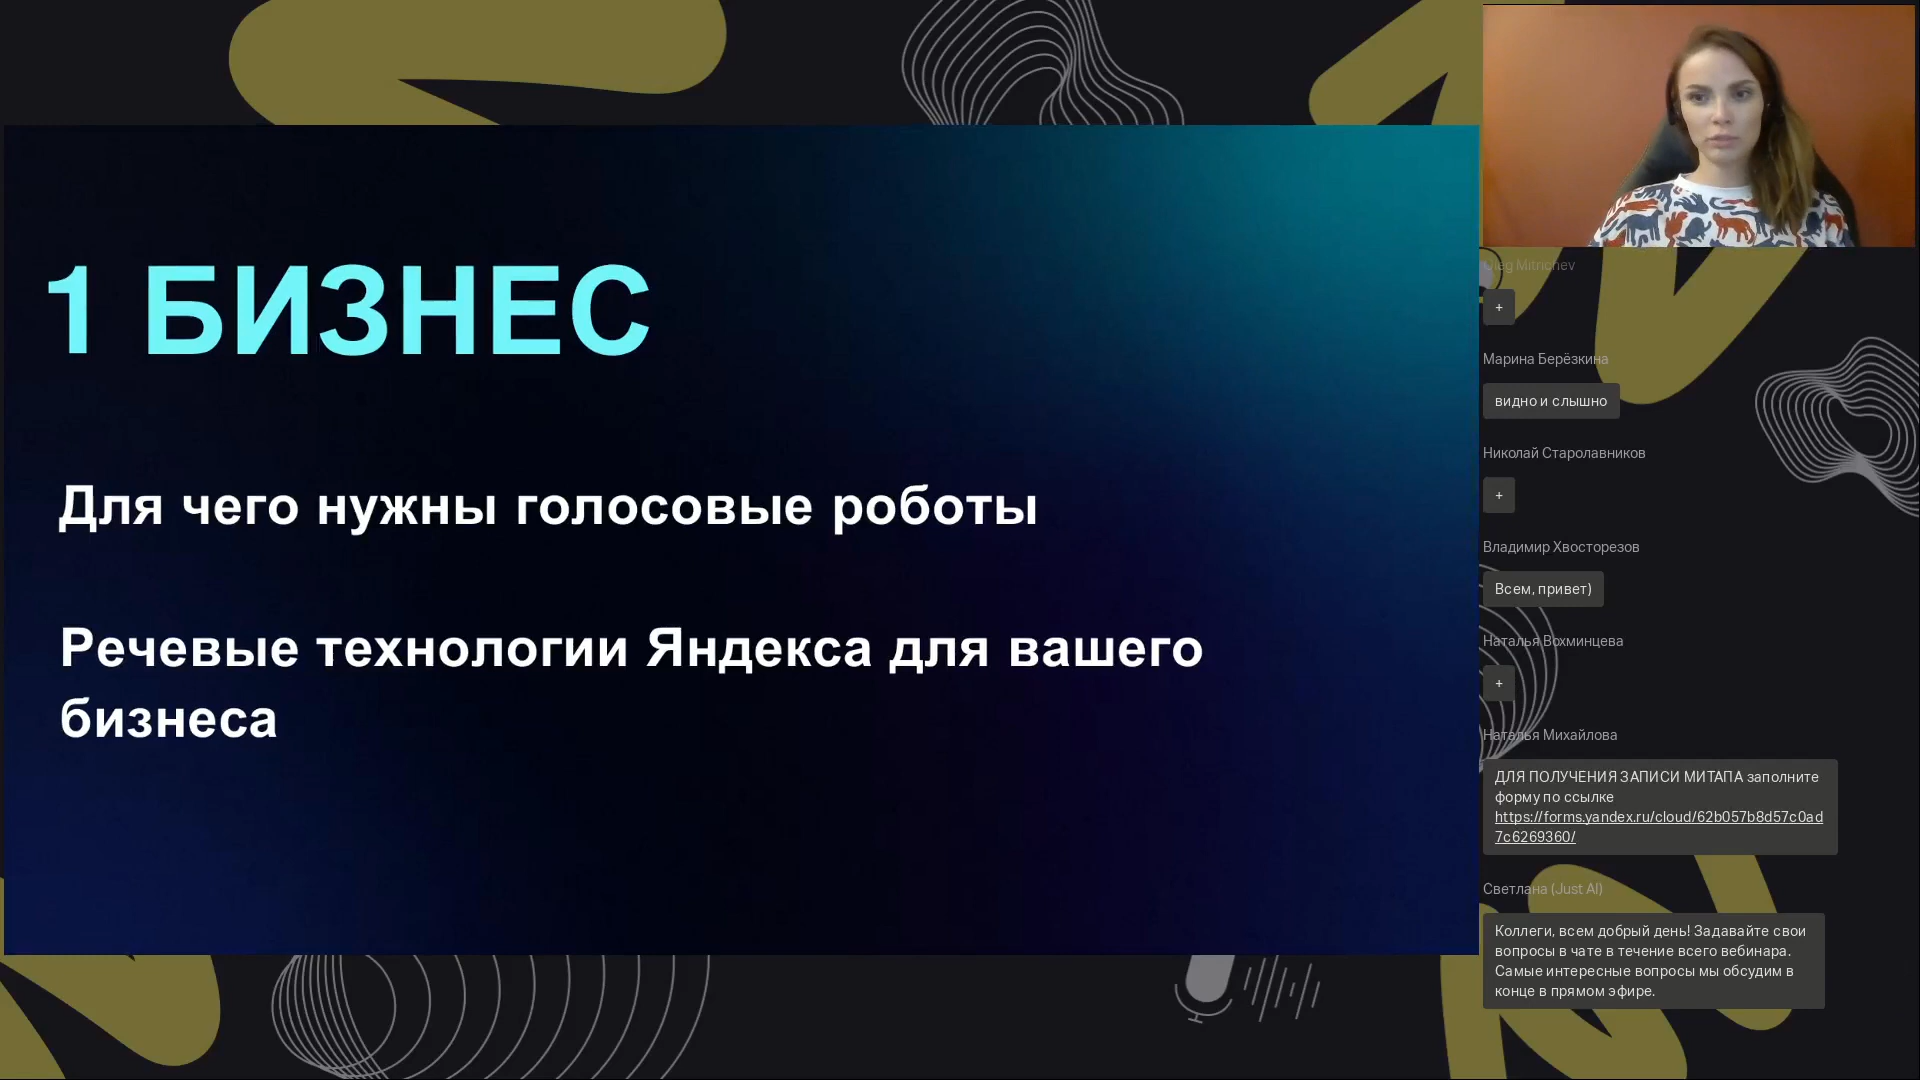 1 БИЗНЕС
Для чего нужны голосовые роботы
Речевые технологии Яндекса для вашего
бизнеса
Mitrichev
+
Марина Берёзкина
видно и слышно
Николай Старолавников
+
Владимир Хвосторезов
Всем, привет)
Наталья Вохминцева
+
Наталья Михайлова
ДЛЯ ПОЛУЧЕНИЯ ЗАПИСИ МИТАПА заполните
форму по ссылке
https://forms.yandex.ru/cloud/62b057b8d57c0ad
7c6269360/
Светлана (Just AI)
Коллеги, всем добрый день! Задавайте свои
вопросы в чате в течение всего вебинара.
Самые интересные вопросы мы обсудим в
конце в прямом эфире.